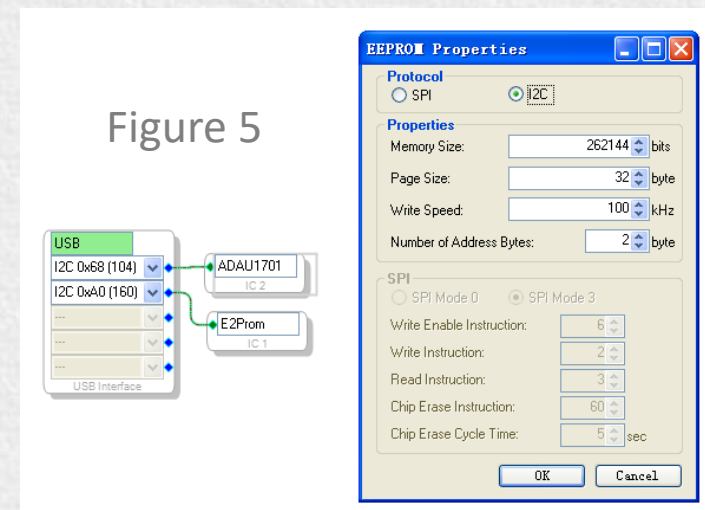 Figure 5
USB
I2C 0x68 (104)
I2C 0xA0 (160)
---
---
---
USB Interface
ADAU1701
IC 2
E2Prom
IC 1
EEPROM Properties
Protocol
SPI
I2C
Properties
Memory Size: 262144 bits
Page Size: 32 byte
Write Speed: 100 kHz
Number of Address Bytes: 2 byte
SPI
SPI Mode 0 SPI Mode 3
Write Enable Instruction: 6
Write Instruction: 2
Read Instruction: 3
Chip Erase Instruction: 60
Chip Erase Cycle Time: 5 sec
OK Cancel